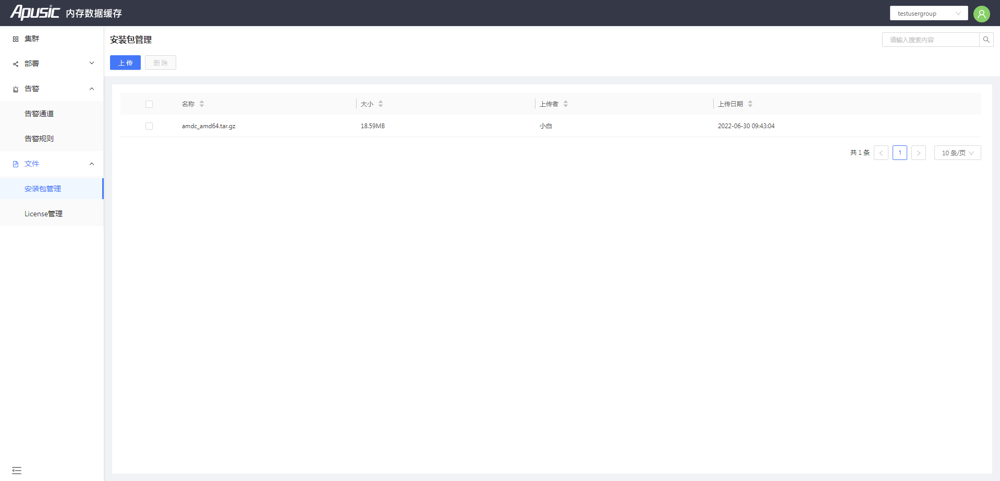 Apusic 内存数据缓存
testusergroup
集群
部署
告警
告警通道
告警规则
文件
安装包管理
License管理
安装包管理
请输入搜索内容
上传 删除
名称 大小 上传者 上传日期
amdc_amd64.tar.gz 18.59MB 小白 2022-06-30 09:43:04
共 1 条 < 1 > 10 条/页